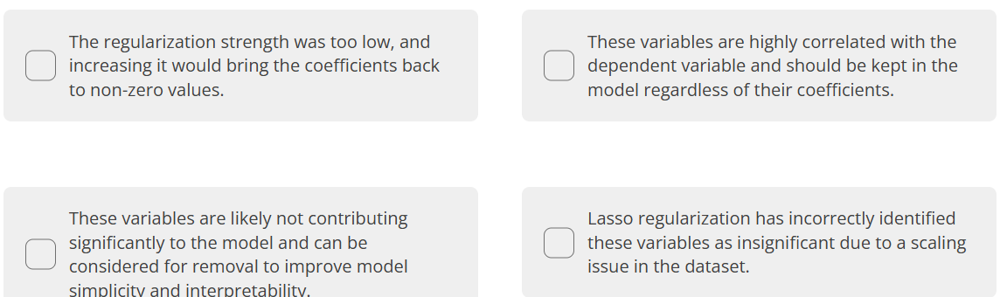 The regularization strength was too low, and
increasing it would bring the coefficients back
to non-zero values.
These variables are highly correlated with the
dependent variable and should be kept in the
model regardless of their coefficients.
These variables are likely not contributing
significantly to the model and can be
considered for removal to improve model
simplicity and interpretability.
Lasso regularization has incorrectly identified
these variables as insignificant due to a scaling
issue in the dataset.